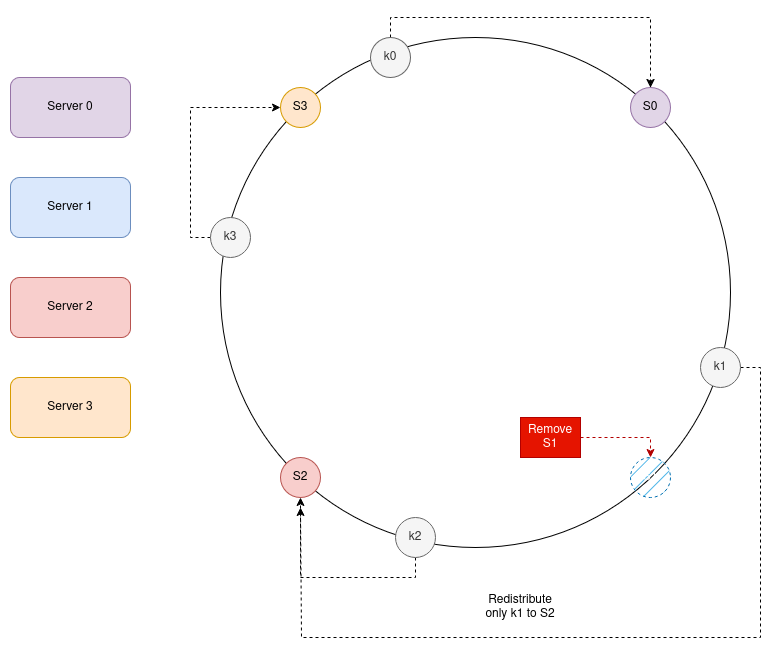 k0
Server 0
S3
S0
Server 1
k3
Server 2
k1
Server 3
Remove
S1
S2
k2
Redistribute
only k1 to S2